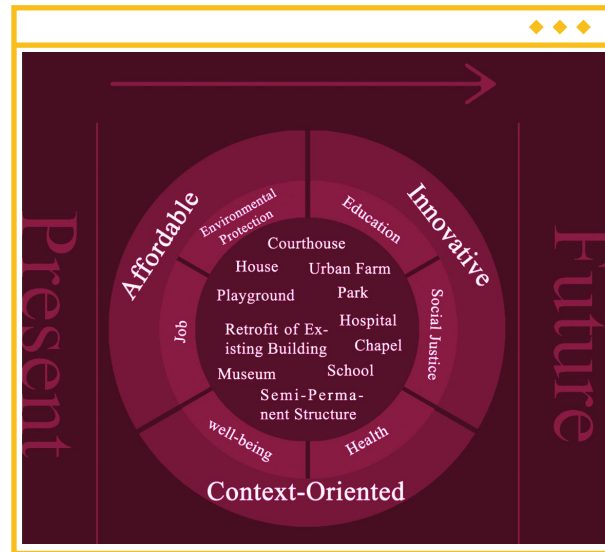 Present
Future
Affordable
Innovative
Context-Oriented
Environmental
Protection
Education
Job
Social Justice
well-being
Health
Courthouse
House
Urban Farm
Playground
Park
Retrofit of Ex-
isting Building
Hospital
Chapel
Museum
School
Semi-Perma-
nent Structure